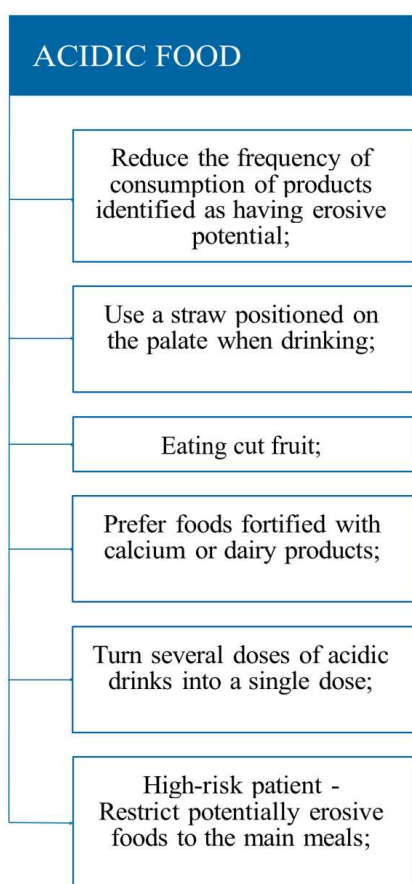 ACIDIC FOOD
Reduce the frequency of
consumption of products
identified as having erosive
potential;
Use a straw positioned on
the palate when drinking;
Eating cut fruit;
Prefer foods fortified with
calcium or dairy products;
Turn several doses of acidic
drinks into a single dose;
High-risk patient -
Restrict potentially erosive
foods to the main meals;